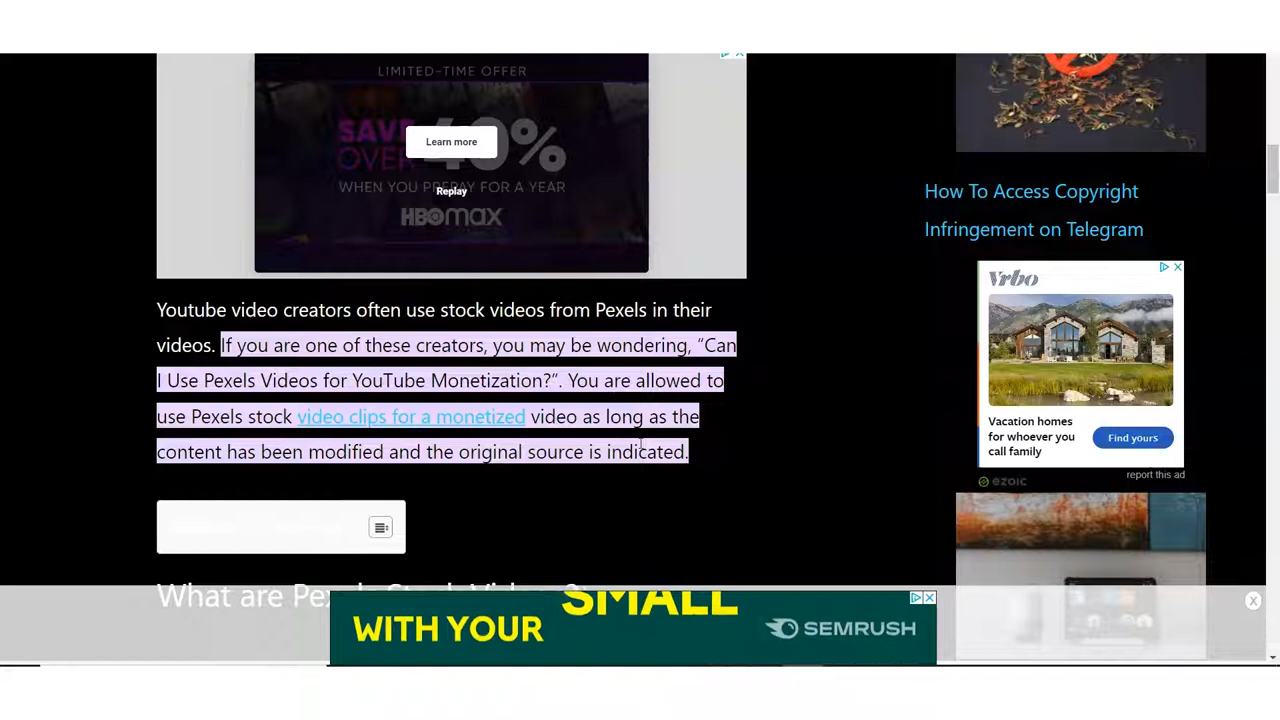 LIMITED-TIME OFFER
SAVE 40%
OVER
Learn more
WHEN YOU PREPAY FOR A YEAR
Replay
HBOmax
Youtube video creators often use stock videos from Pexels in their
videos. If you are one of these creators, you may be wondering, “Can
I Use Pexels Videos for YouTube Monetization?”. You are allowed to
use Pexels stock video clips for a monetized video as long as the
content has been modified and the original source is indicated.
What are Pexels Stock Videos?
How To Access Copyright
Infringement on Telegram
Vrbo
Vacation homes
for whoever you
call family
Find yours
report this ad
ezoic
SMALL
WITH YOUR
SEMRUSH
X